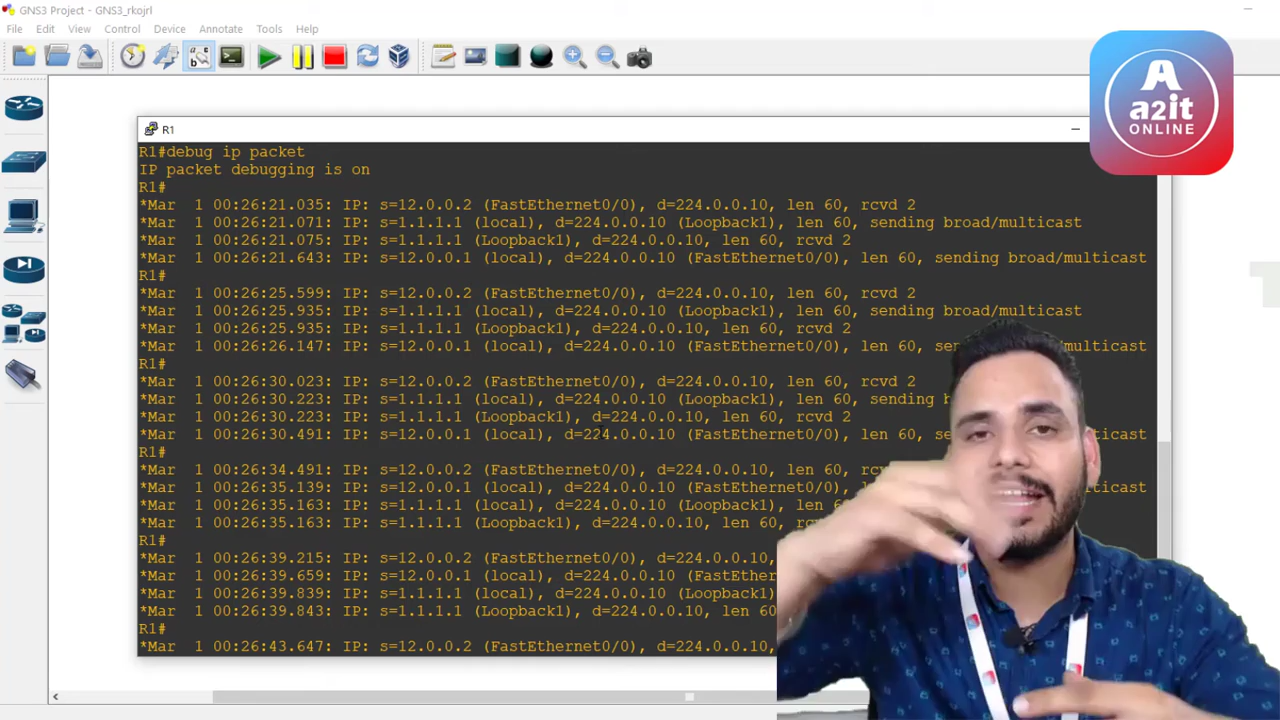 GNS3 Project - GNS3_rkojrl
File Edit View Control Device Annotate Tools Help
A
a2it
ONLINE
R1
R1#debug ip packet
IP packet debugging is on
R1#
*Mar 1 00:26:21.035: IP: s=12.0.0.2 (FastEthernet0/0), d=224.0.0.10, len 60, rcvd 2
*Mar 1 00:26:21.071: IP: s=1.1.1.1 (local), d=224.0.0.10 (Loopback1), len 60, sending broad/multicast
*Mar 1 00:26:21.075: IP: s=1.1.1.1 (Loopback1), d=224.0.0.10, len 60, rcvd 2
*Mar 1 00:26:21.643: IP: s=12.0.0.1 (local), d=224.0.0.10 (FastEthernet0/0), len 60, sending broad/multicast
R1#
*Mar 1 00:26:25.599: IP: s=12.0.0.2 (FastEthernet0/0), d=224.0.0.10, len 60, rcvd 2
*Mar 1 00:26:25.935: IP: s=1.1.1.1 (local), d=224.0.0.10 (Loopback1), len 60, sending broad/multicast
*Mar 1 00:26:25.935: IP: s=1.1.1.1 (Loopback1), d=224.0.0.10, len 60, rcvd 2
*Mar 1 00:26:26.147: IP: s=12.0.0.1 (local), d=224.0.0.10 (FastEthernet0/0), len 60, multicast
R1#
*Mar 1 00:26:30.023: IP: s=12.0.0.2 (FastEthernet0/0), d=224.0.0.10, len 60, rcvd 2
*Mar 1 00:26:30.223: IP: s=1.1.1.1 (local), d=224.0.0.10 (Loopback1), len 60, sending
*Mar 1 00:26:30.223: IP: s=1.1.1.1 (Loopback1), d=224.0.0.10, len 60, rcvd 2
*Mar 1 00:26:30.491: IP: s=12.0.0.1 (local), d=224.0.0.10 (FastEthernet0/0), len 60, multicast
R1#
*Mar 1 00:26:34.491: IP: s=12.0.0.2 (FastEthernet0/0), d=224.0.0.10, len 60,
*Mar 1 00:26:35.139: IP: s=12.0.0.1 (local), d=224.0.0.10 (FastEthernet0/0), multicast
*Mar 1 00:26:35.163: IP: s=1.1.1.1 (local), d=224.0.0.10 (Loopback1),
*Mar 1 00:26:35.163: IP: s=1.1.1.1 (Loopback1), d=224.0.0.10, len 60,
R1#
*Mar 1 00:26:39.215: IP: s=12.0.0.2 (FastEthernet0/0), d=224.0.0.10,
*Mar 1 00:26:39.659: IP: s=12.0.0.1 (local), d=224.0.0.10 (FastEthernet
*Mar 1 00:26:39.839: IP: s=1.1.1.1 (local), d=224.0.0.10 (Loopback1)
*Mar 1 00:26:39.843: IP: s=1.1.1.1 (Loopback1), d=224.0.0.10, len 60
R1#
*Mar 1 00:26:43.647: IP: s=12.0.0.2 (FastEthernet0/0), d=224.0.0.10,